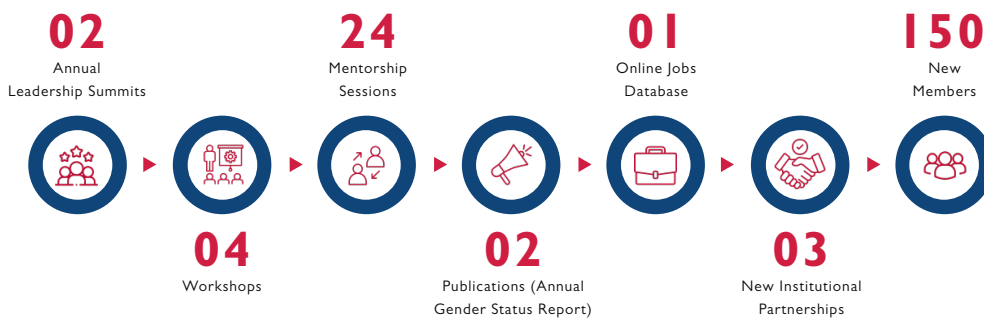 02
Annual
Leadership Summits
24
Mentorship
Sessions
01
Online Jobs
Database
150
New
Members
04
Workshops
02
Publications (Annual
Gender Status Report)
03
New Institutional
Partnerships